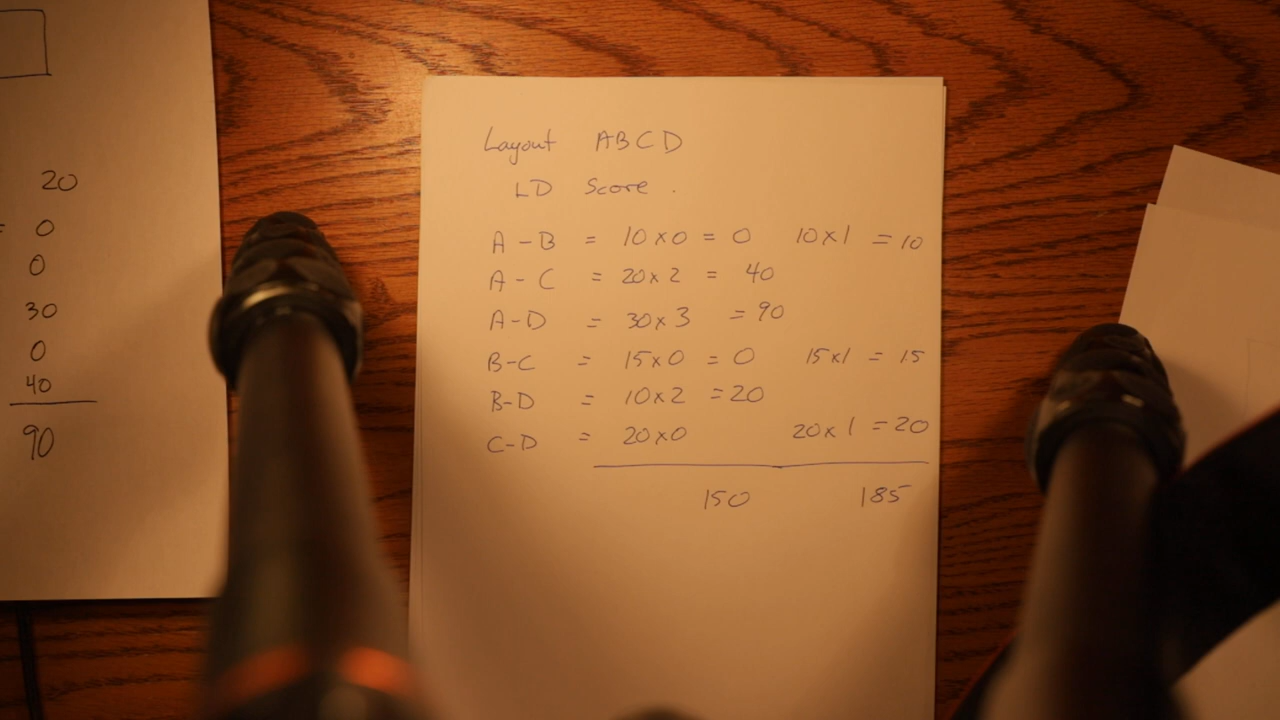 20
= 0
0
30
0
40
90
Layout ABCD
LD Score .
A - B = 10 x 0 = 0 10 x 1 = 10
A - C = 20 x 2 = 40
A - D = 30 x 3 = 90
B - C = 15 x 0 = 0 15 x 1 = 15
B - D = 10 x 2 = 20
C - D = 20 x 0 20 x 1 = 20
150 185